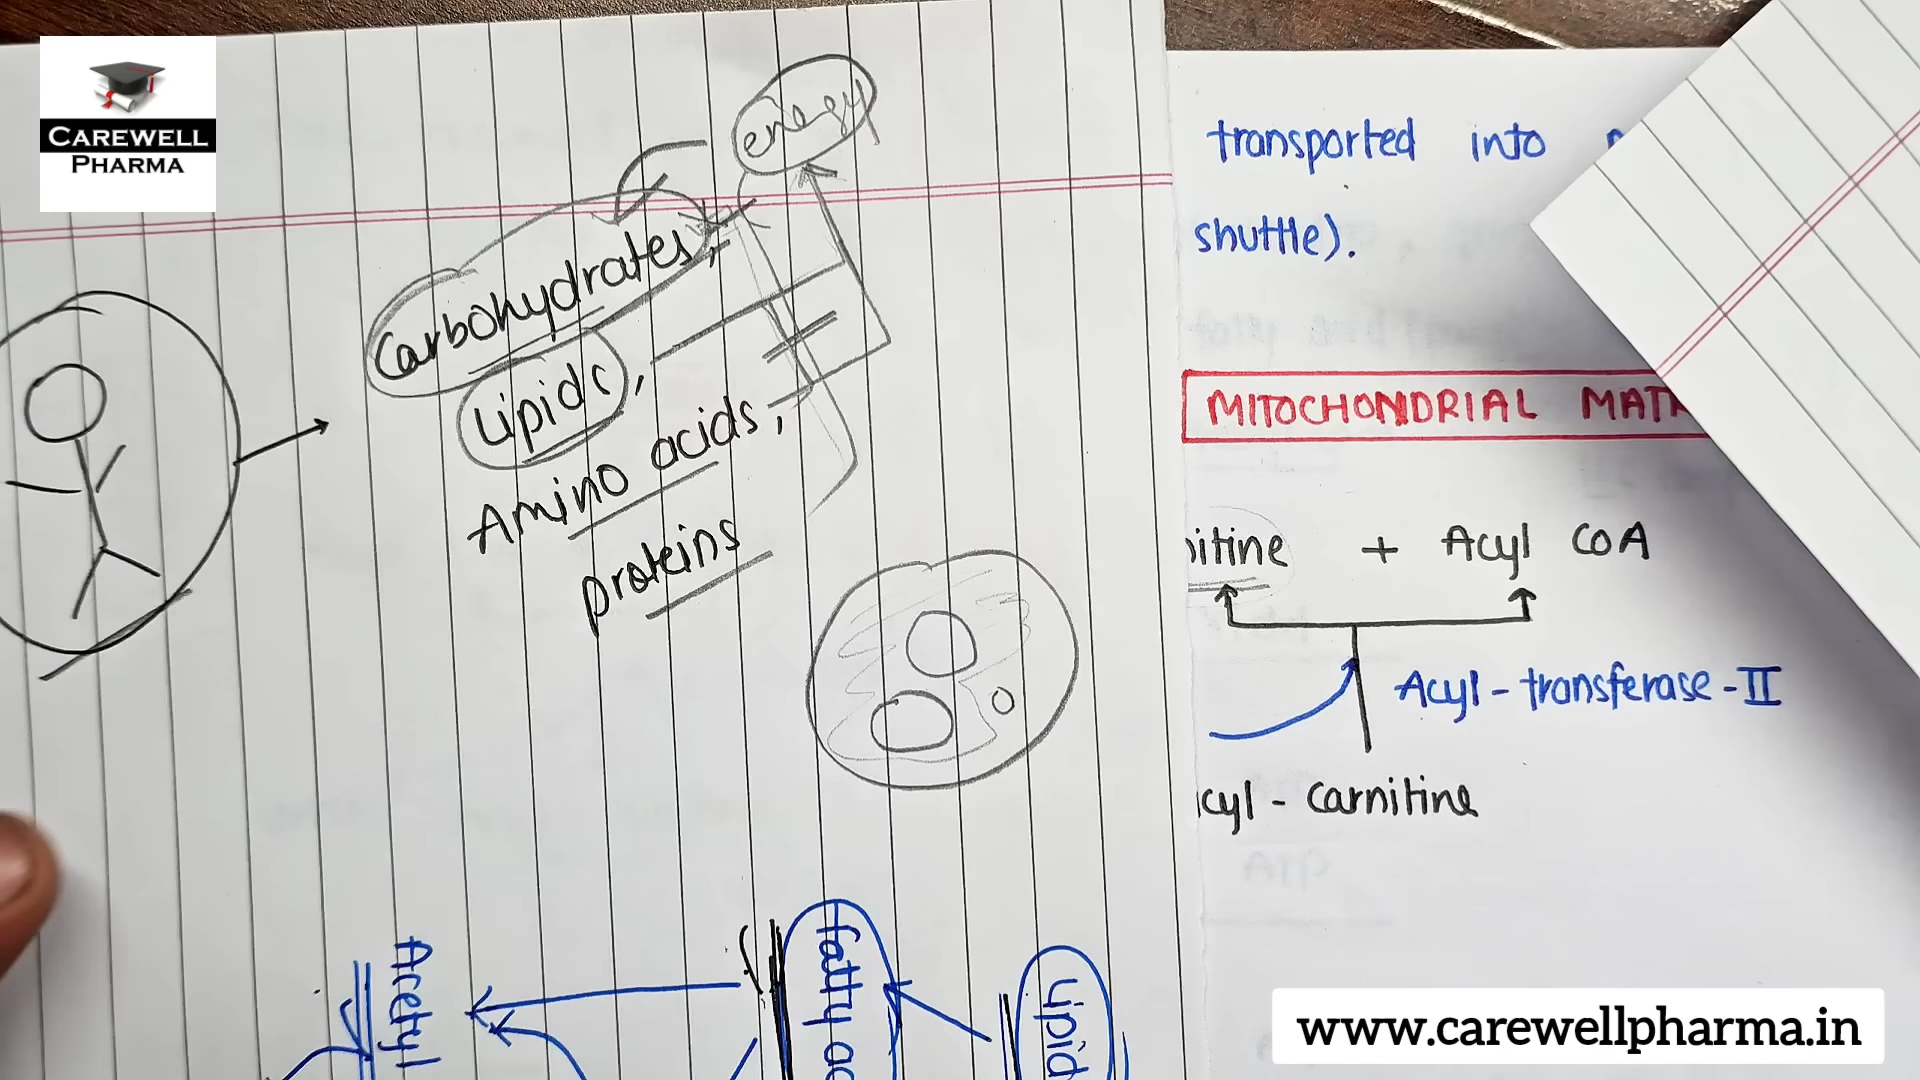 CAREWELL
PHARMA
energy
Carbohydrates,
Lipids,
Amino acids,
proteins
transported into
shuttle).
MITOCHONDRIAL MAT
nitine + Acyl CoA
Acyl-transferase-II
cyl-Carnitine
Acetyl
fatty ac
Lipid
www.carewellpharma.in